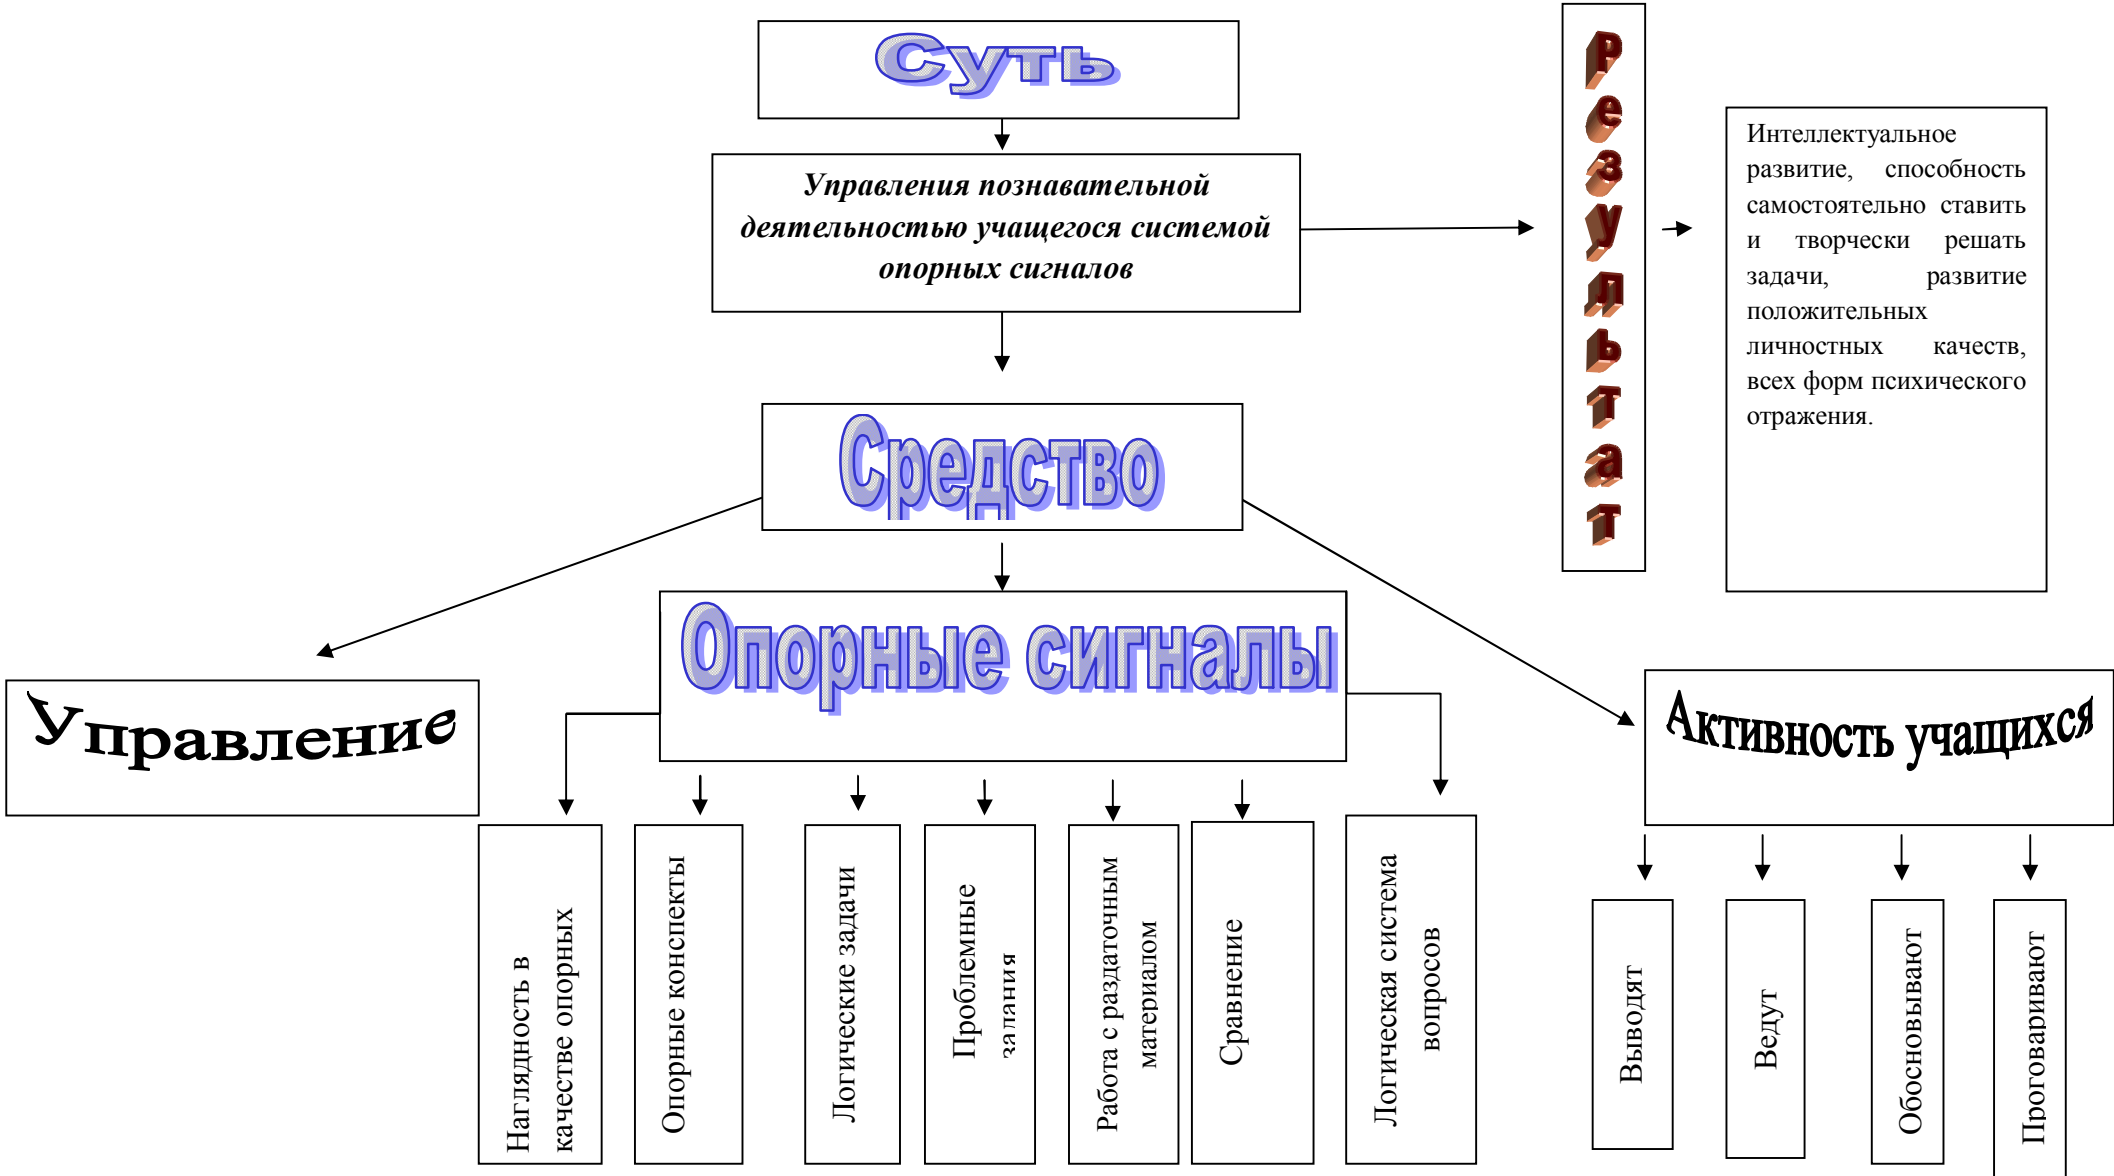 Суть
Управления познавательной
деятельностью учащегося системой
опорных сигналов
Результат
Интеллектуальное
развитие, способность
самостоятельно ставить
и творчески решать
задачи, развитие
положительных
личностных качеств,
всех форм психического
отражения.
Средство
Опорные сигналы
Управление
Активность учащихся
Наглядность в
качестве опорных
Опорные конспекты
Логические задачи
Проблемные
задания
Работа с раздаточным
материалом
Сравнение
Логическая система
вопросов
Выводят
Ведут
Обосновывают
Проговаривают